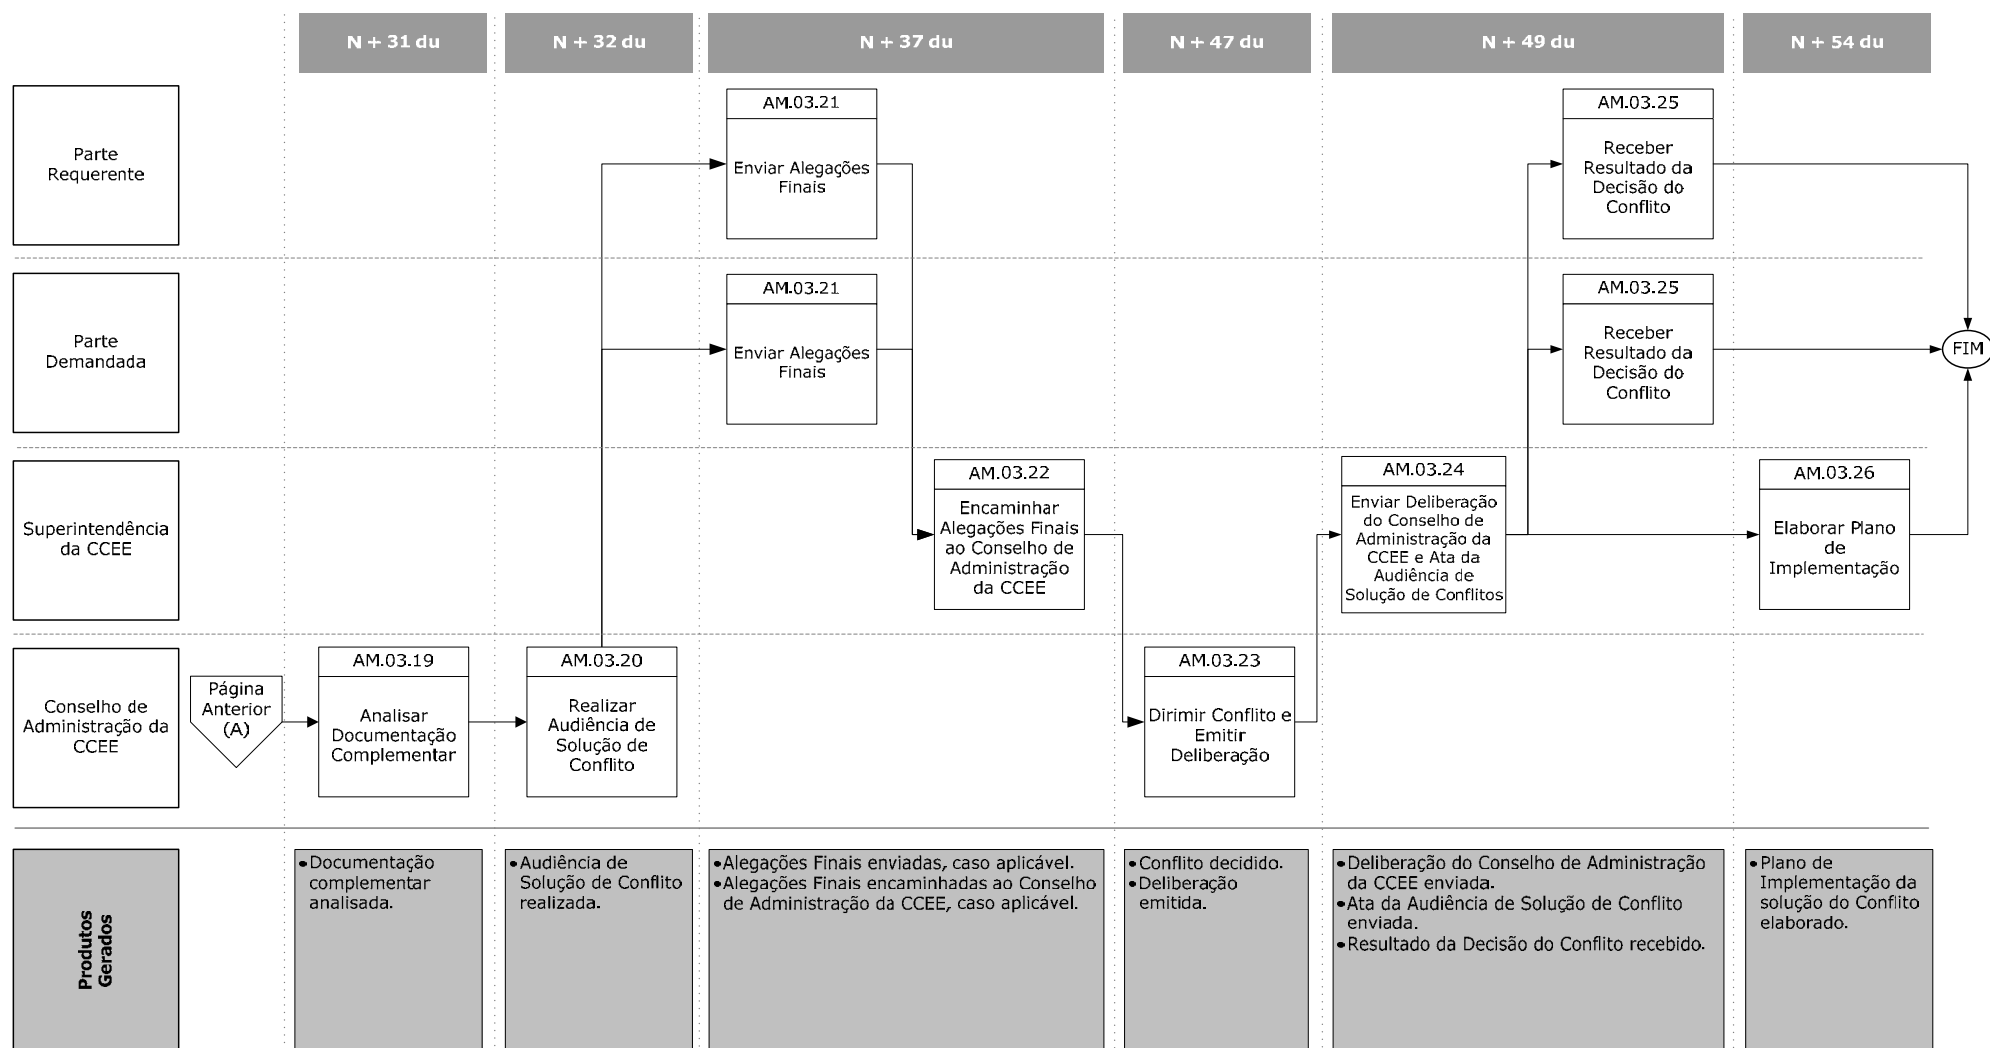 N + 31 du
N + 32 du
N + 37 du
N + 47 du
N + 49 du
N + 54 du
Parte
Requerente
AM.03.21
Enviar Alegações
Finais
AM.03.25
Receber
Resultado da
Decisão do
Conflito
Parte
Demandada
AM.03.21
Enviar Alegações
Finais
AM.03.25
Receber
Resultado da
Decisão do
Conflito
FIM
Superintendência
da CCEE
AM.03.22
Encaminhar
Alegações Finais
ao Conselho de
Administração
da CCEE
AM.03.24
Enviar Deliberação
do Conselho de
Administração da
CCEE e Ata da
Audiência de
Solução de Conflitos
AM.03.26
Elaborar Plano
de
Implementação
Conselho de
Administração da
CCEE
Página
Anterior
(A)
AM.03.19
Analisar
Documentação
Complementar
AM.03.20
Realizar
Audiência de
Solução de
Conflito
AM.03.23
Dirimir Conflito e
Emitir
Deliberação
Produtos
Gerados
•Documentação
complementar
analisada.
•Audiência de
Solução de Conflito
realizada.
•Alegações Finais enviadas, caso aplicável.
•Alegações Finais encaminhadas ao Conselho
de Administração da CCEE, caso aplicável.
•Conflito decidido.
•Deliberação
emitida.
•Deliberação do Conselho de Administração
da CCEE enviada.
•Ata da Audiência de Solução de Conflito
enviada.
•Resultado da Decisão do Conflito recebido.
•Plano de
Implementação da
solução do Conflito
elaborado.